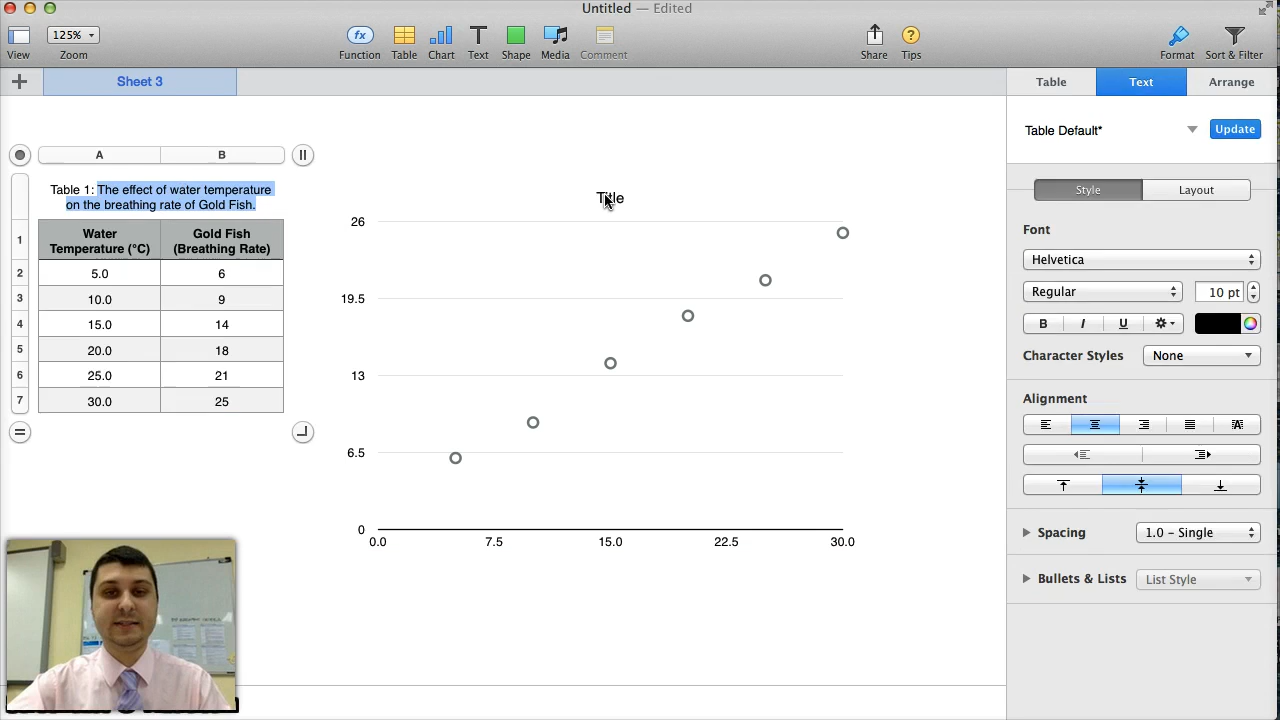 Untitled — Edited
125%
View
Zoom
fx
Function
Table
Chart
T
Text
Shape
Media
Comment
Share
?
Tips
Format
Sort & Filter
+
Sheet 3
Table
Text
Arrange
Table Default*
Update
Style
Layout
Font
Helvetica
Regular
10 pt
B
I
U
Character Styles
None
Alignment
A
Spacing
1.0 – Single
Bullets & Lists
List Style
A
B
Table 1: The effect of water temperature
on the breathing rate of Gold Fish.
1
Water
Temperature (°C)
Gold Fish
(Breathing Rate)
2 5.0 6
3 10.0 9
4 15.0 14
5 20.0 18
6 25.0 21
7 30.0 25
Title
26
19.5
13
6.5
0
0.0 7.5 15.0 22.5 30.0